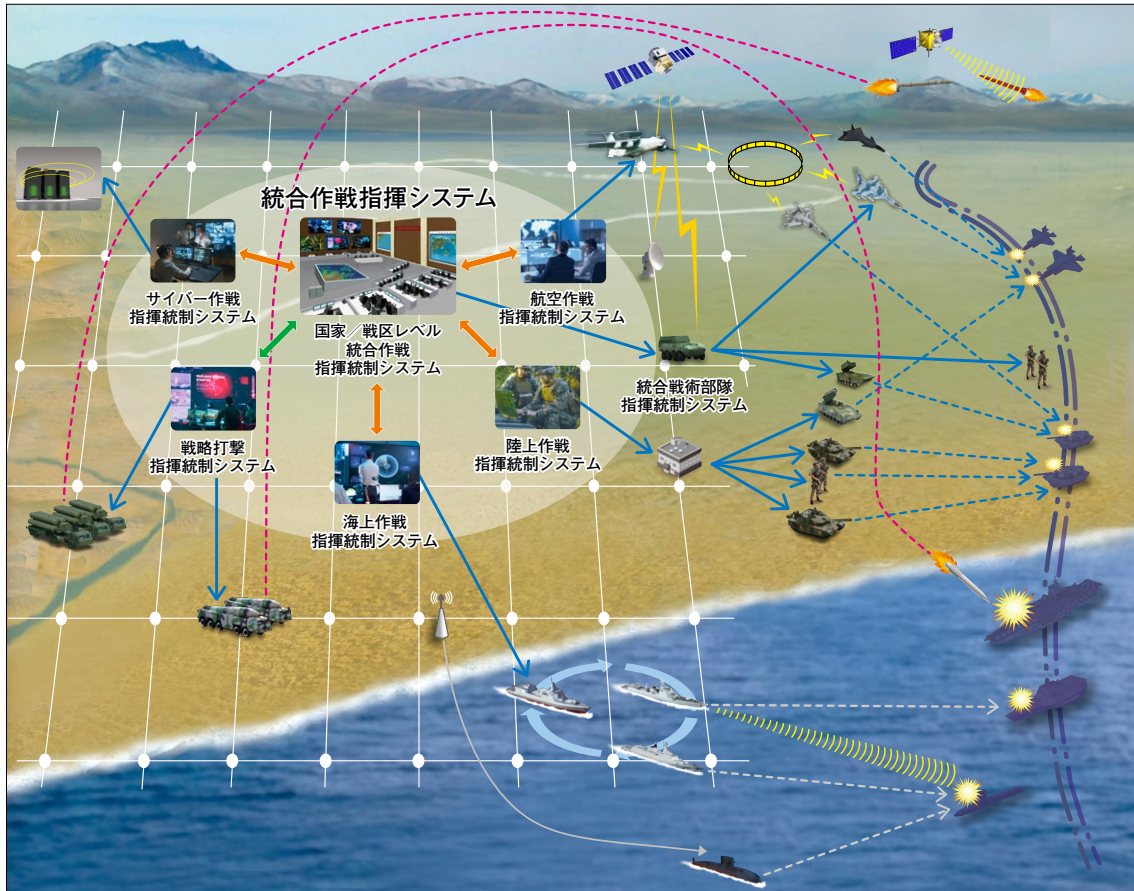 統合作戦指揮システム
サイバー作戦
指揮統制システム
国家／戦区レベル
統合作戦
指揮統制システム
航空作戦
指揮統制システム
統合戦術部隊
指揮統制システム
戦略打撃
指揮統制システム
陸上作戦
指揮統制システム
海上作戦
指揮統制システム